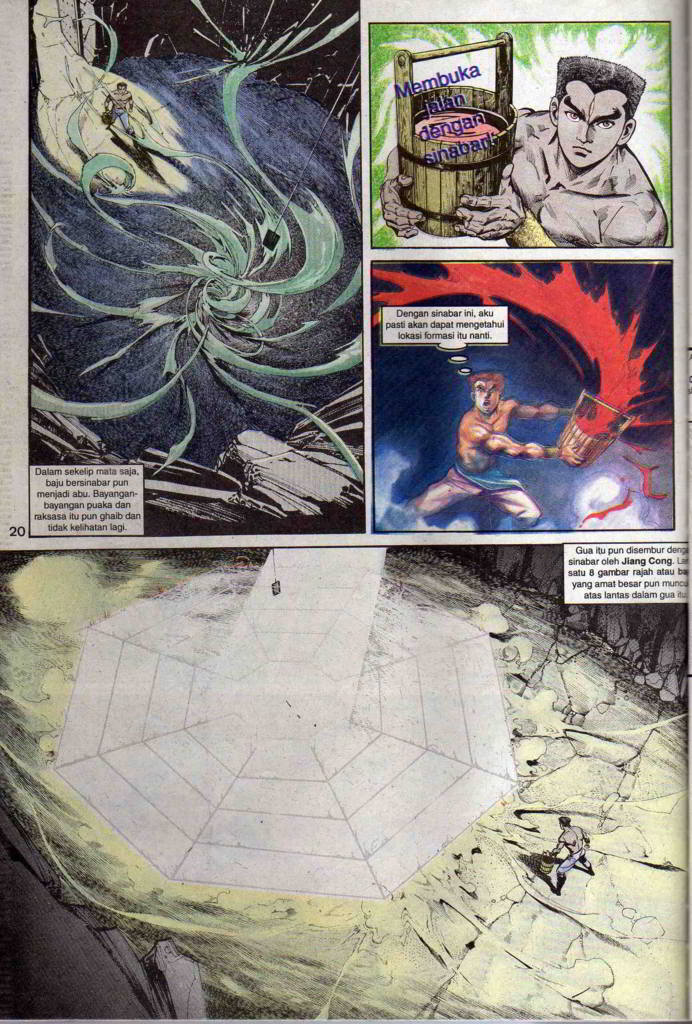 Dalam sekelip mata saja,
baju bersinabar pun
menjadi abu. Bayangan-
bayangan puaka dan
raksasa itu pun ghaib dan
tidak kelihatan lagi.
20
Membuka
jalan
dengan
sinabar!
Dengan sinabar ini, aku
pasti akan dapat mengetahui
lokasi formasi itu nanti.
Gua itu pun disembur
sinabar oleh Jiang Cong.
satu 8 gambar rajah atau
yang amat besar pun
atas lantas dalam gua